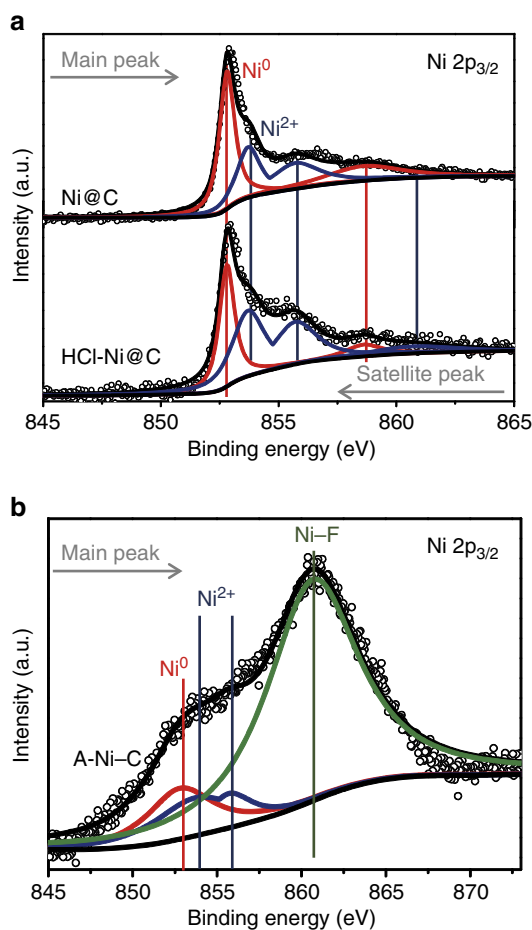 a
Main peak
Ni⁰
Ni 2p₃/₂
Ni²⁺
Ni@C
HCl-Ni@C
Satellite peak
Intensity (a.u.)
845 850 855 860 865
Binding energy (eV)
b
Ni–F
Main peak
Ni 2p₃/₂
Ni²⁺
Ni⁰
A-Ni–C
Intensity (a.u.)
845 850 855 860 865 870
Binding energy (eV)